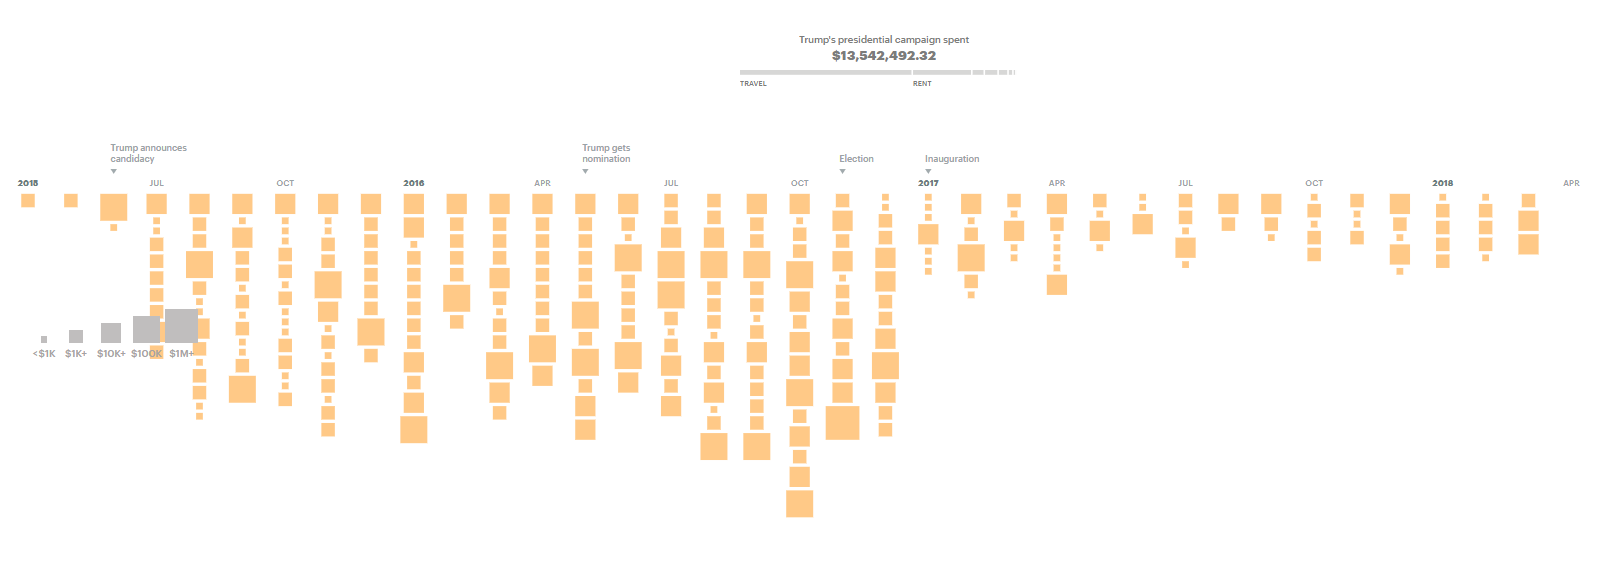 Trump's presidential campaign spent
$13,542,492.32
TRAVEL RENT
Trump announces
candidacy
Trump gets
nomination
Election
Inauguration
2015 JUL OCT 2016 APR JUL OCT 2017 APR JUL OCT 2018 APR
<$1K $1K+ $10K+ $100K $1M+